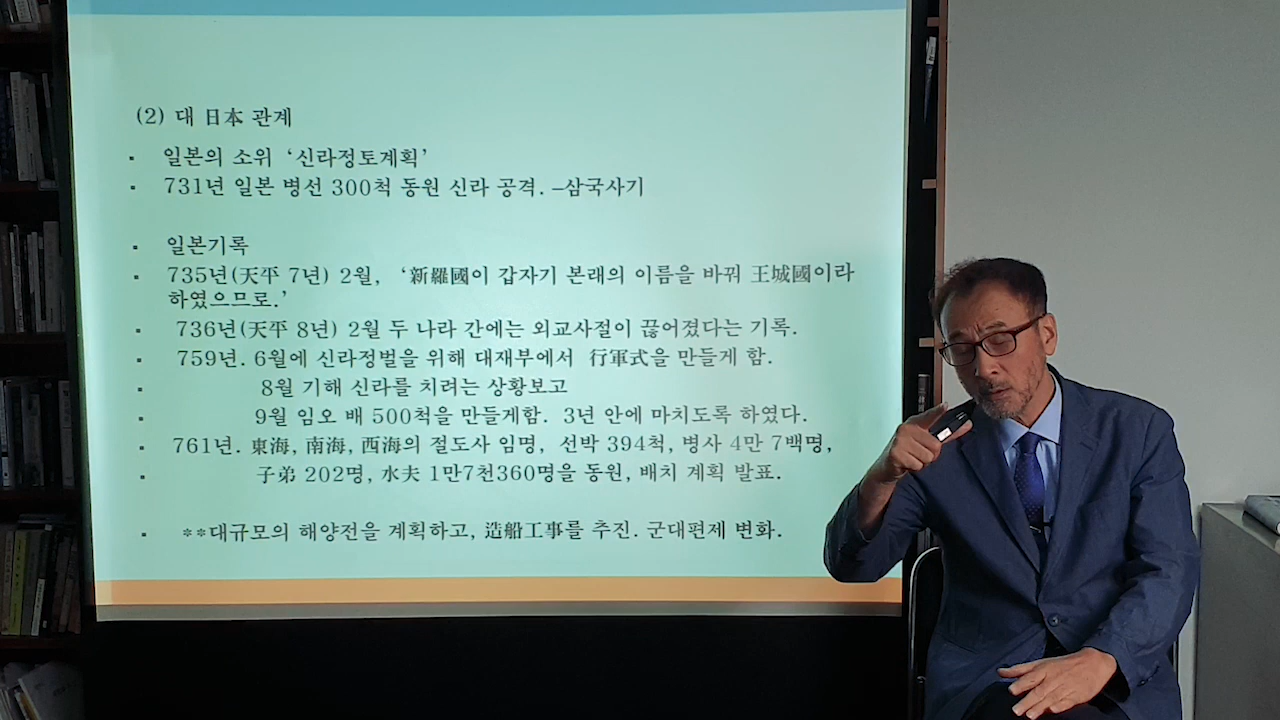 (2) 대 日本 관계
▪ 일본의 소위 ‘신라정토계획’
▪ 731년 일본 병선 300척 동원 신라 공격. –삼국사기
▪ 일본기록
▪ 735년(天平 7년) 2월, ‘新羅國이 갑자기 본래의 이름을 바꿔 王城國이라
하였으므로.’
▪ 736년(天平 8년) 2월 두 나라 간에는 외교사절이 끊어졌다는 기록.
▪ 759년. 6월에 신라정벌을 위해 대재부에서 行軍式을 만들게 함.
▪ 8월 기해 신라를 치려는 상황보고
▪ 9월 임오 배 500척을 만들게함. 3년 안에 마치도록 하였다.
▪ 761년. 東海, 南海, 西海의 절도사 임명, 선박 394척, 병사 4만 7백명,
▪ 子弟 202명, 水夫 1만7천360명을 동원, 배치 계획 발표.
▪ **대규모의 해양전을 계획하고, 造船工事를 추진. 군대편제 변화.